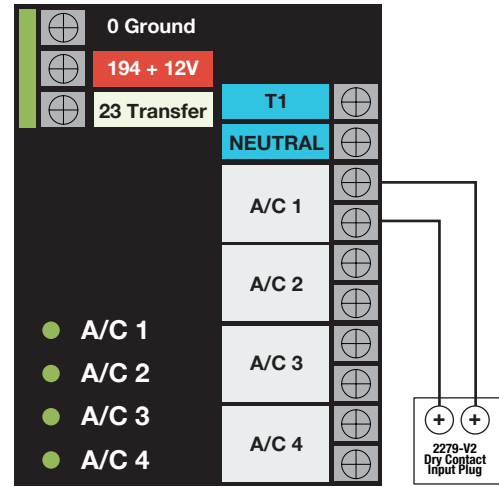 0 Ground
194 + 12V
23 Transfer
T1
NEUTRAL
A/C 1
A/C 2
A/C 3
A/C 4
A/C 1
A/C 2
A/C 3
A/C 4
+ +
2279-V2
Dry Contact
Input Plug